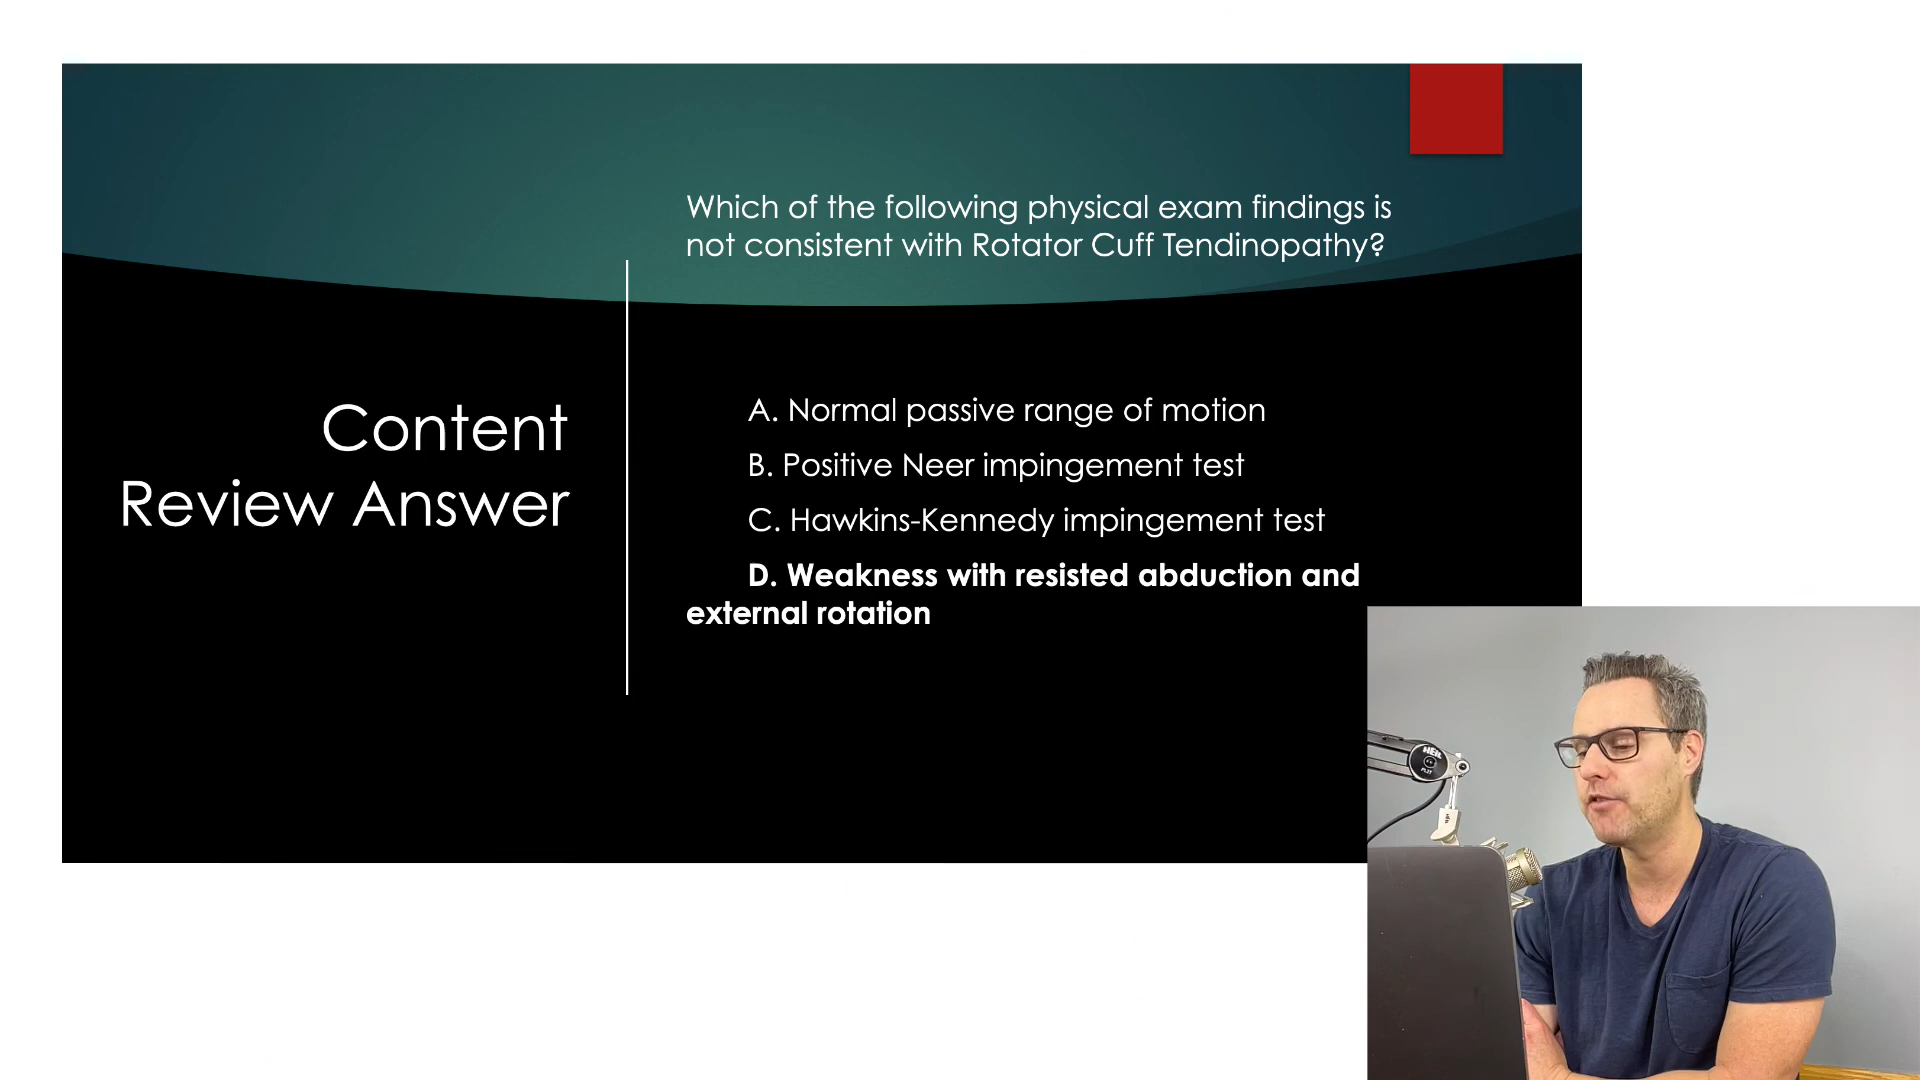 Which of the following physical exam findings is
not consistent with Rotator Cuff Tendinopathy?
Content
Review Answer
A. Normal passive range of motion
B. Positive Neer impingement test
C. Hawkins-Kennedy impingement test
D. Weakness with resisted abduction and
external rotation
HEIL